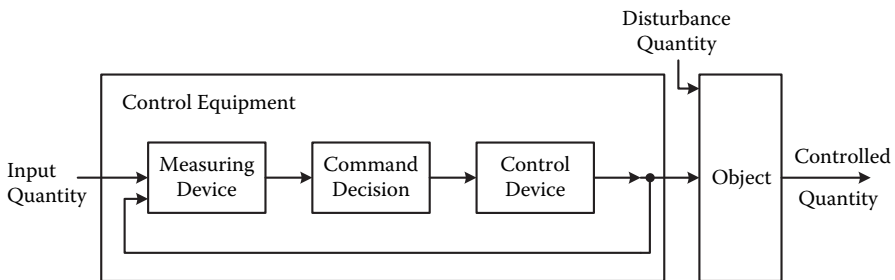 Disturbance
Quantity
Control Equipment
Input
Quantity
Measuring
Device
Command
Decision
Control
Device
Object
Controlled
Quantity